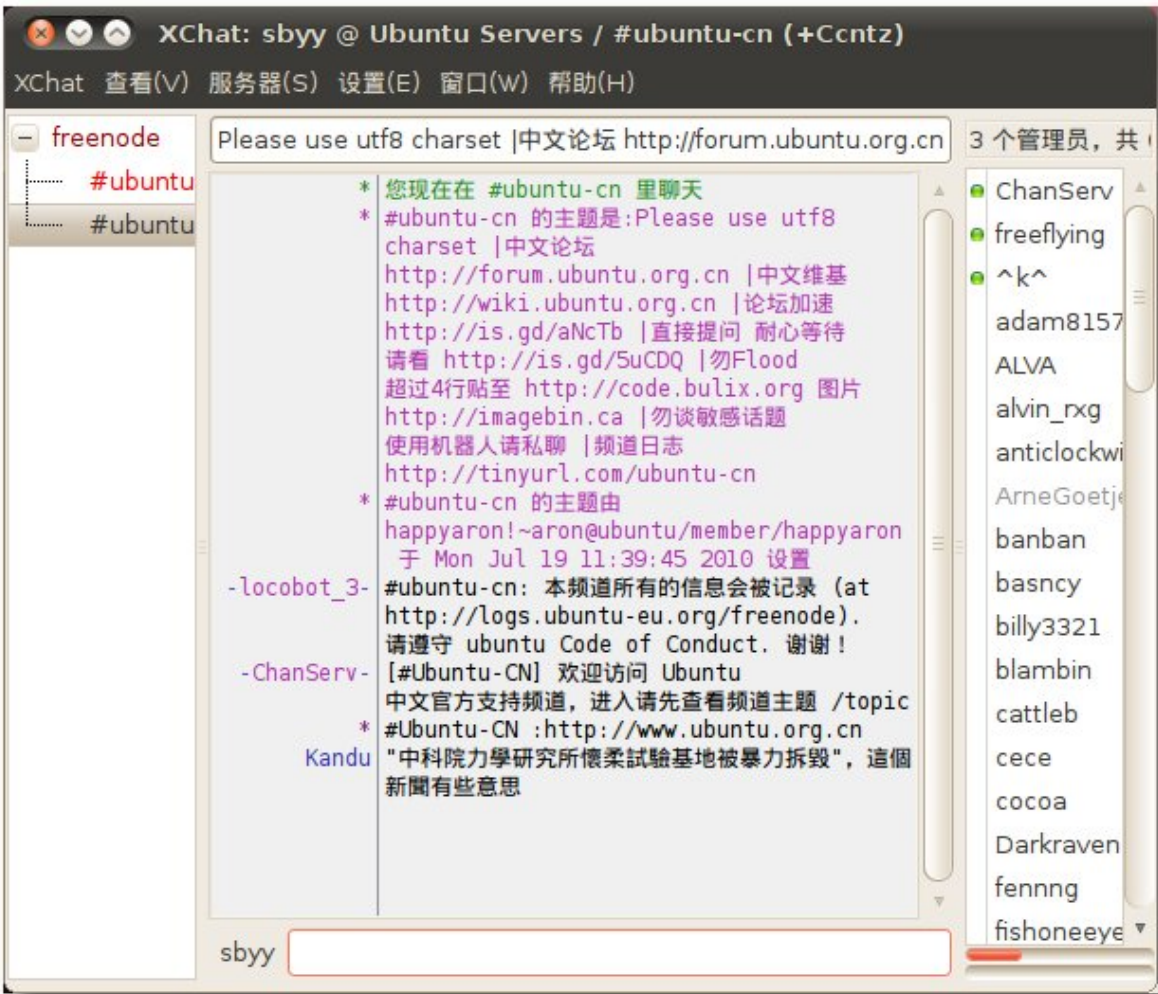 XChat: sbyy @ Ubuntu Servers / #ubuntu-cn (+Ccntz)
XChat 查看(V) 服务器(S) 设置(E) 窗口(W) 帮助(H)
freenode
#ubuntu
#ubuntu
Please use utf8 charset |中文论坛 http://forum.ubuntu.org.cn
* 您现在在 #ubuntu-cn 里聊天
* #ubuntu-cn 的主题是:Please use utf8
charset |中文论坛
http://forum.ubuntu.org.cn |中文维基
http://wiki.ubuntu.org.cn |论坛加速
http://is.gd/aNcTb |直接提问 耐心等待
请看 http://is.gd/5uCDQ |勿Flood
超过4行贴至 http://code.bulix.org 图片
http://imagebin.ca |勿谈敏感话题
使用机器人请私聊 |频道日志
http://tinyurl.com/ubuntu-cn
* #ubuntu-cn 的主题由
happyaron!~aron@ubuntu/member/happyaron
于 Mon Jul 19 11:39:45 2010 设置
-locobot_3- #ubuntu-cn: 本频道所有的信息会被记录 (at
http://logs.ubuntu-eu.org/freenode).
请遵守 ubuntu Code of Conduct. 谢谢！
-ChanServ- [#Ubuntu-CN] 欢迎访问 Ubuntu
中文官方支持频道，进入请先查看频道主题 /topic
* #Ubuntu-CN :http://www.ubuntu.org.cn
Kandu "中科院力學研究所懷柔試驗基地被暴力拆毀"，這個
新聞有些意思
sbyy
3 个管理员，共
ChanServ
freeflying
^k^
adam8157
ALVA
alvin_rxg
anticlockwi
ArneGoetje
banban
basncy
billy3321
blambin
cattleb
cece
cocoa
Darkraven
fennng
fishoneeye